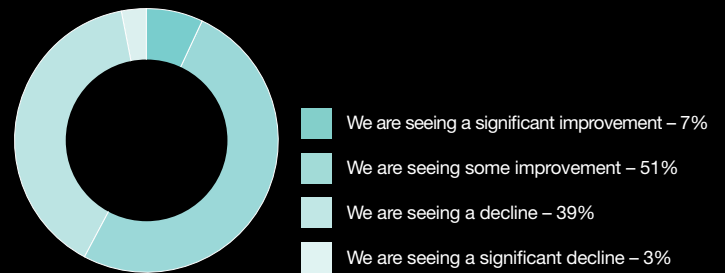 We are seeing a significant improvement – 7%
We are seeing some improvement – 51%
We are seeing a decline – 39%
We are seeing a significant decline – 3%